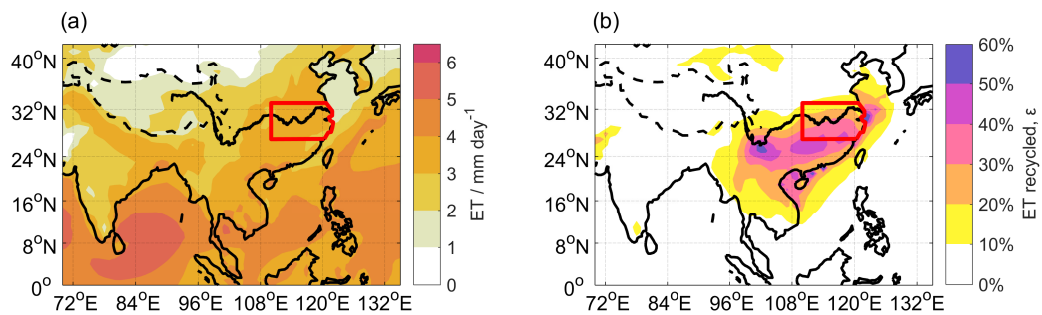 (a)
40°N
32°N
24°N
16°N
8°N
0°
72°E 84°E 96°E 108°E 120°E 132°E
6
5
4
3
2
1
0
ET / mm day⁻¹
(b)
40°N
32°N
24°N
16°N
8°N
0°
72°E 84°E 96°E 108°E 120°E 132°E
60%
50%
40%
30%
20%
10%
0%
ET recycled, ε